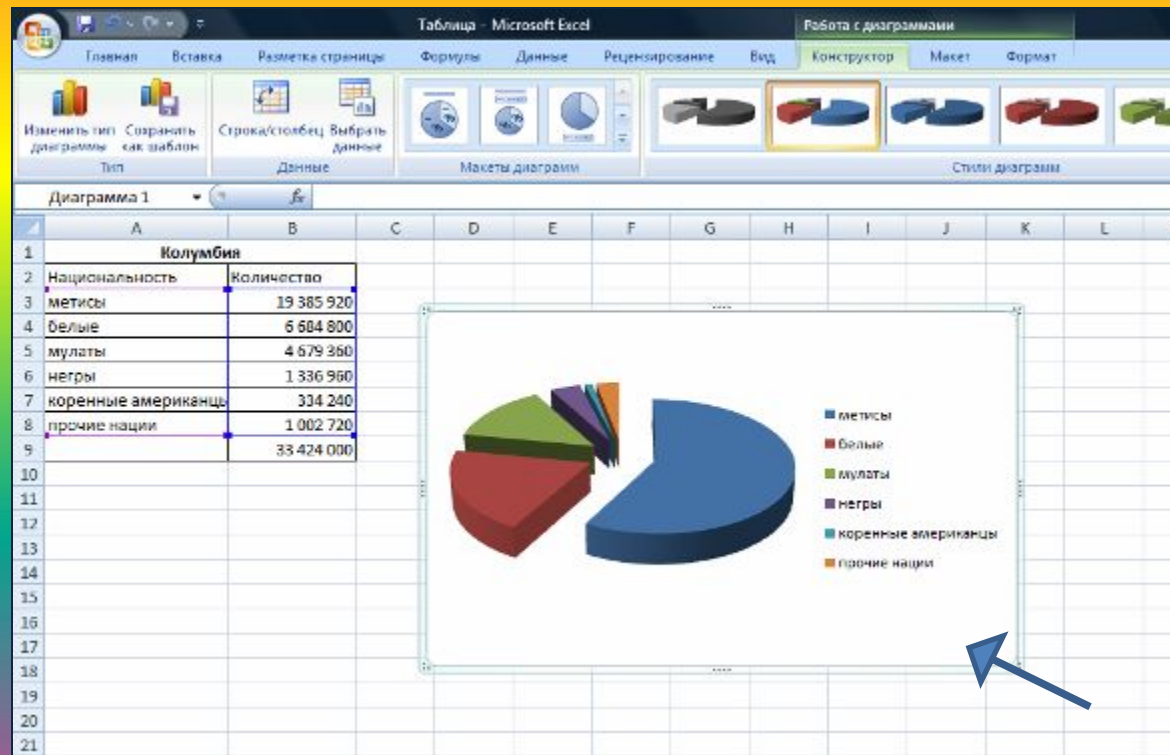 Таблица - Microsoft Excel
Работа с диаграммами
Главная Вставка Разметка страницы Формулы Данные Рецензирование Вид Конструктор Макет Формат
Изменить тип диаграммы
Сохранить как шаблон
Строка/столбец
Выбрать данные
Тип Данные Макеты диаграмм Стили диаграмм
Диаграмма 1 fx
A B C D E F G H I J K L
1 Колумбия
2 Национальность Количество
3 метисы 19 385 920
4 белые 6 684 800
5 мулаты 4 679 360
6 негры 1 336 960
7 коренные американць 334 240
8 прочие нации 1 002 720
9 33 424 000
10
11
12
13
14
15
16
17
18
19
20
21
метисы
белые
мулаты
негры
коренные американцы
прочие нации